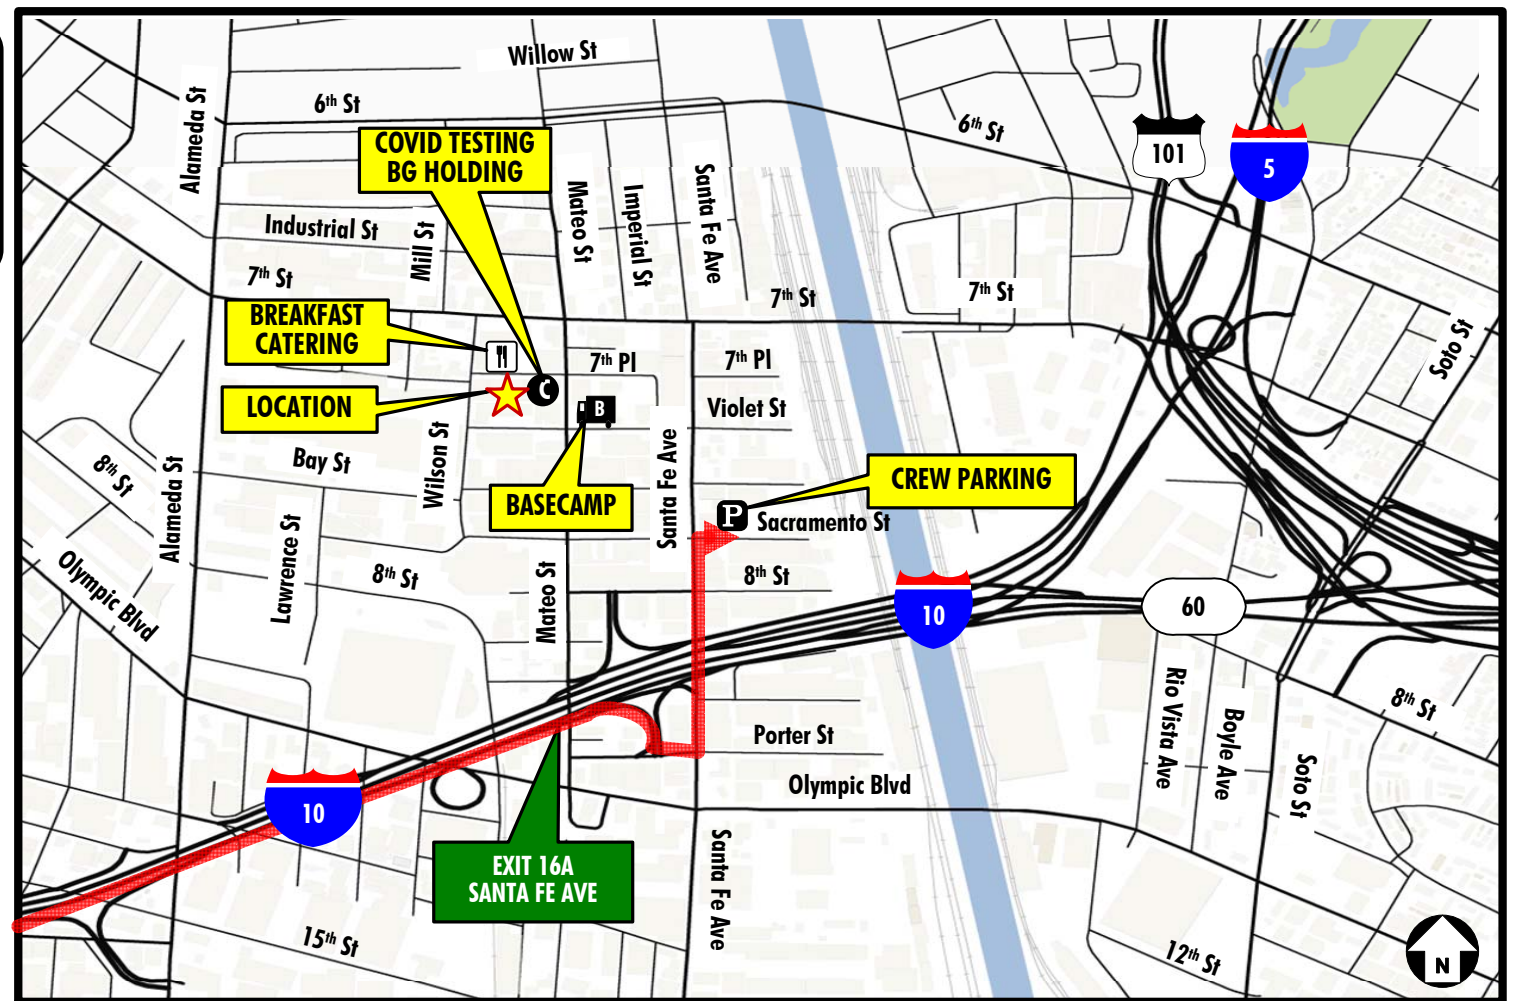 Willow St
6th St
Alameda St
COVID TESTING
BG HOLDING
6th St
101
5
Industrial St
Mill St
Mateo St
Imperial St
Santa Fe Ave
7th St
7th St
7th St
BREAKFAST
CATERING
7th Pl
7th Pl
Soto St
LOCATION
C
B
Violet St
Bay St
Wilson St
Santa Fe Ave
8th St
Alameda St
BASECAMP
CREW PARKING
P
Sacramento St
Lawrence St
8th St
Mateo St
8th St
Olympic Blvd
10
60
Rio Vista Ave
Boyle Ave
8th St
Porter St
Soto St
Olympic Blvd
10
EXIT 16A
SANTA FE AVE
Santa Fe Ave
15th St
12th St
N